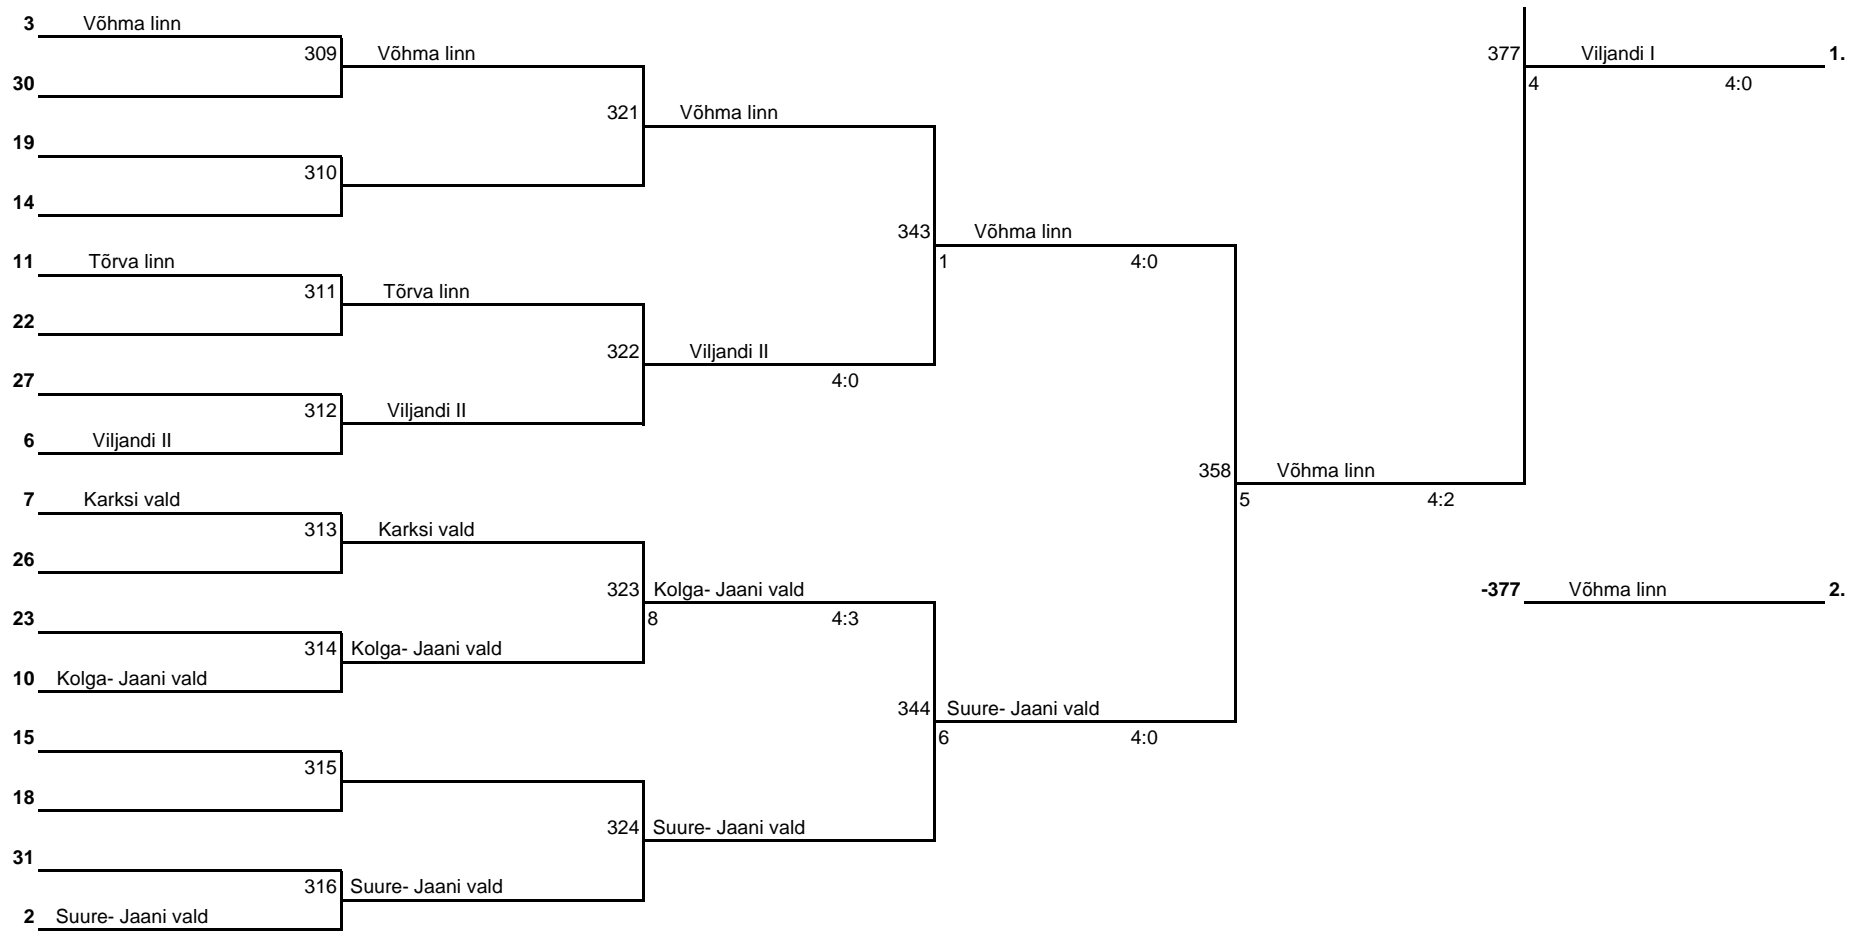 3 Võhma linn
309 Võhma linn 377 Viljandi I 1.
30 4 4:0
321 Võhma linn
19
310
14
343 Võhma linn
11 Tõrva linn 1 4:0
311 Tõrva linn
22
322 Viljandi II
27 4:0
312 Viljandi II
6 Viljandi II
358 Võhma linn
7 Karksi vald 5 4:2
313 Karksi vald
26
323 Kolga- Jaani vald -377 Võhma linn 2.
23 8 4:3
314 Kolga- Jaani vald
10 Kolga- Jaani vald
344 Suure- Jaani vald
15 6 4:0
315
18
324 Suure- Jaani vald
31
316 Suure- Jaani vald
2 Suure- Jaani vald